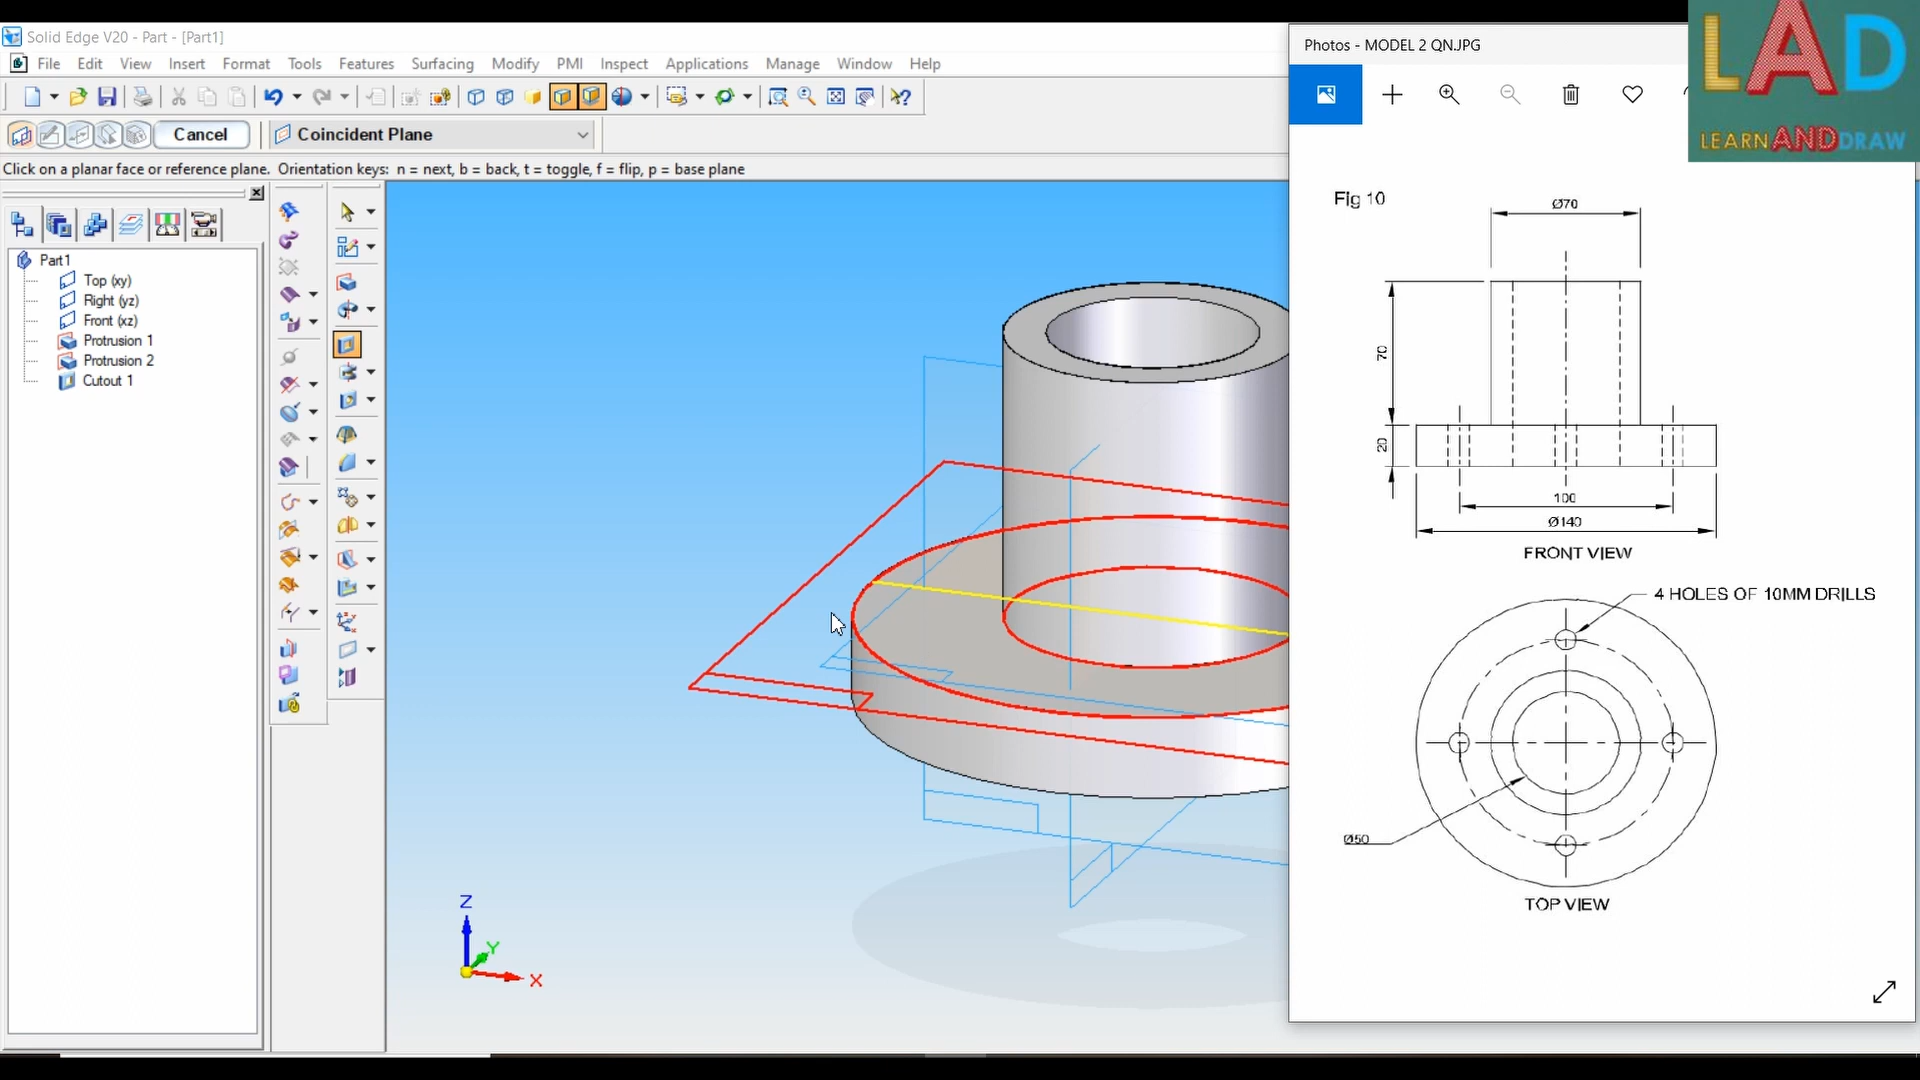 Solid Edge V20 - Part - [Part1]
File Edit View Insert Format Tools Features Surfacing Modify PMI Inspect Applications Manage Window Help
Cancel
Coincident Plane
Click on a planar face or reference plane. Orientation keys: n = next, b = back, t = toggle, f = flip, p = base plane
Part1
Top (xy)
Right (yz)
Front (xz)
Protrusion 1
Protrusion 2
Cutout 1
Z
Y
X
Photos - MODEL 2 QN.JPG
LAD
LEARNANDDRAW
Fig 10
Ø70
70
20
100
Ø140
FRONT VIEW
4 HOLES OF 10MM DRILLS
Ø50
TOP VIEW